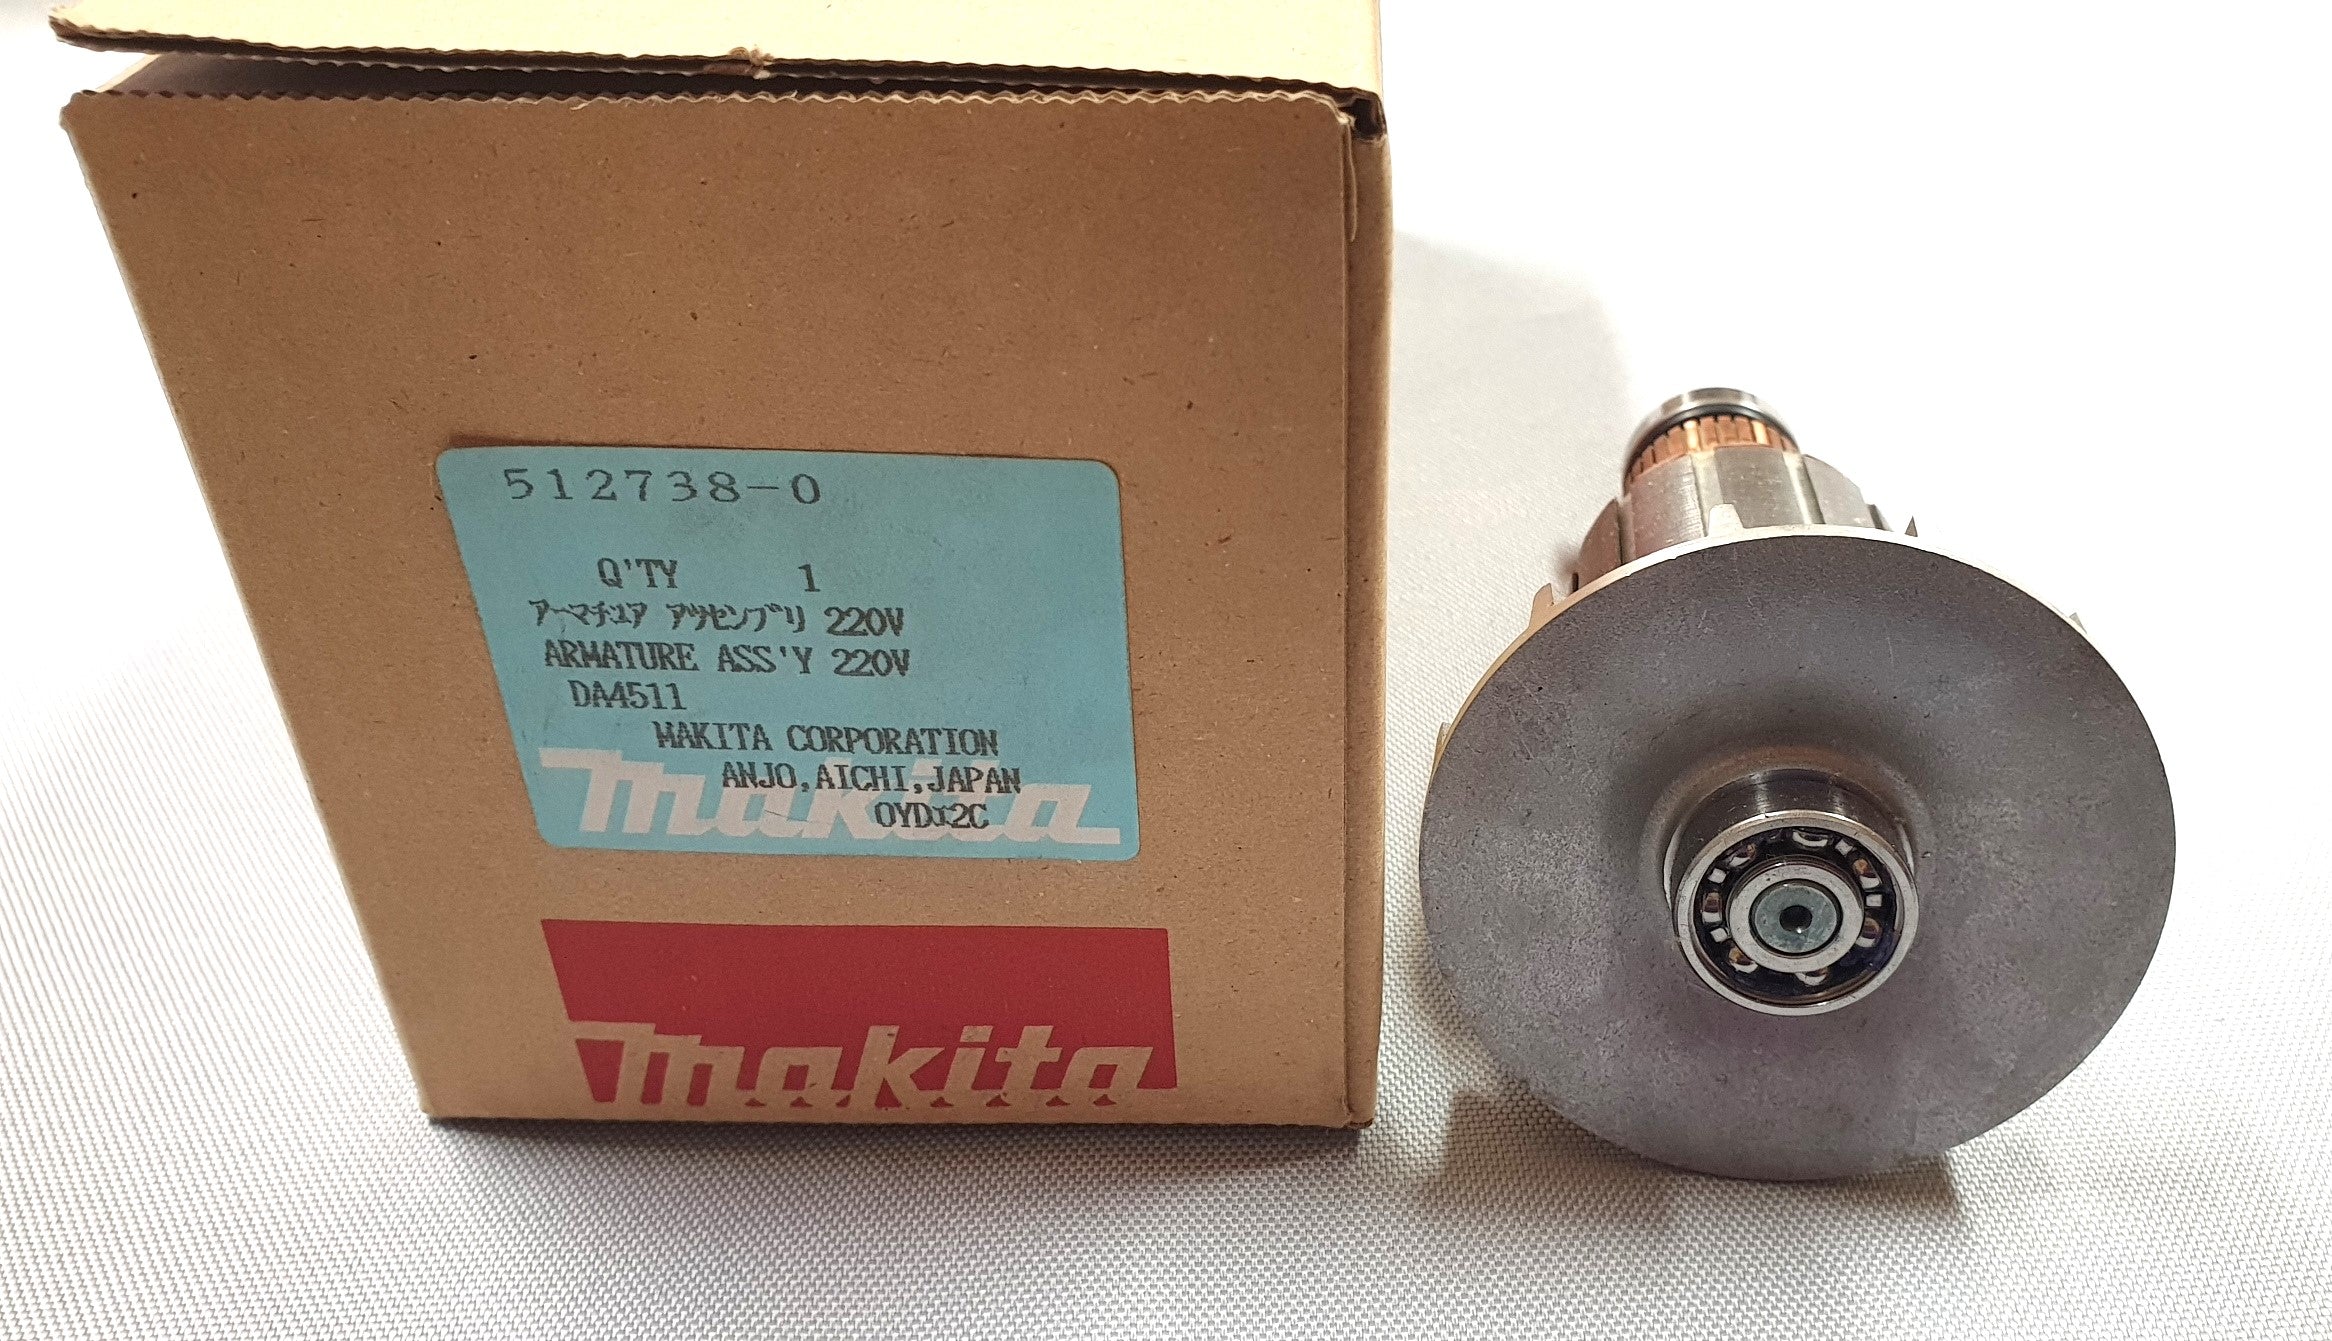 512738-0
Q'TY 1
アーマチュア アッセンブリ 220V
ARMATURE ASS'Y 220V
DA4511
MAKITA CORPORATION
ANJO,AICHI,JAPAN
makita
makita